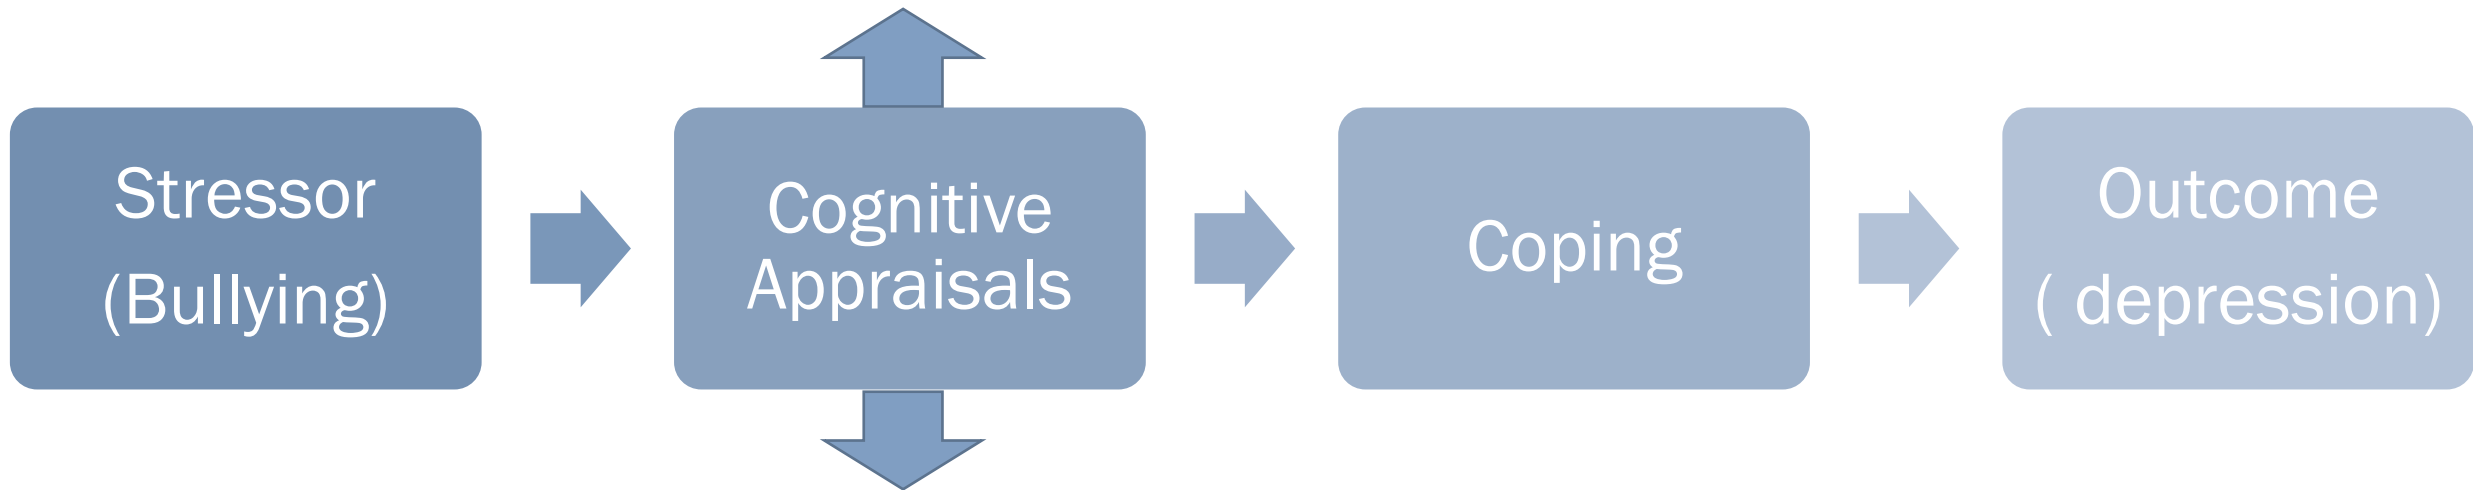 Stressor
(Bullying)
Cognitive
Appraisals
Coping
Outcome
( depression)